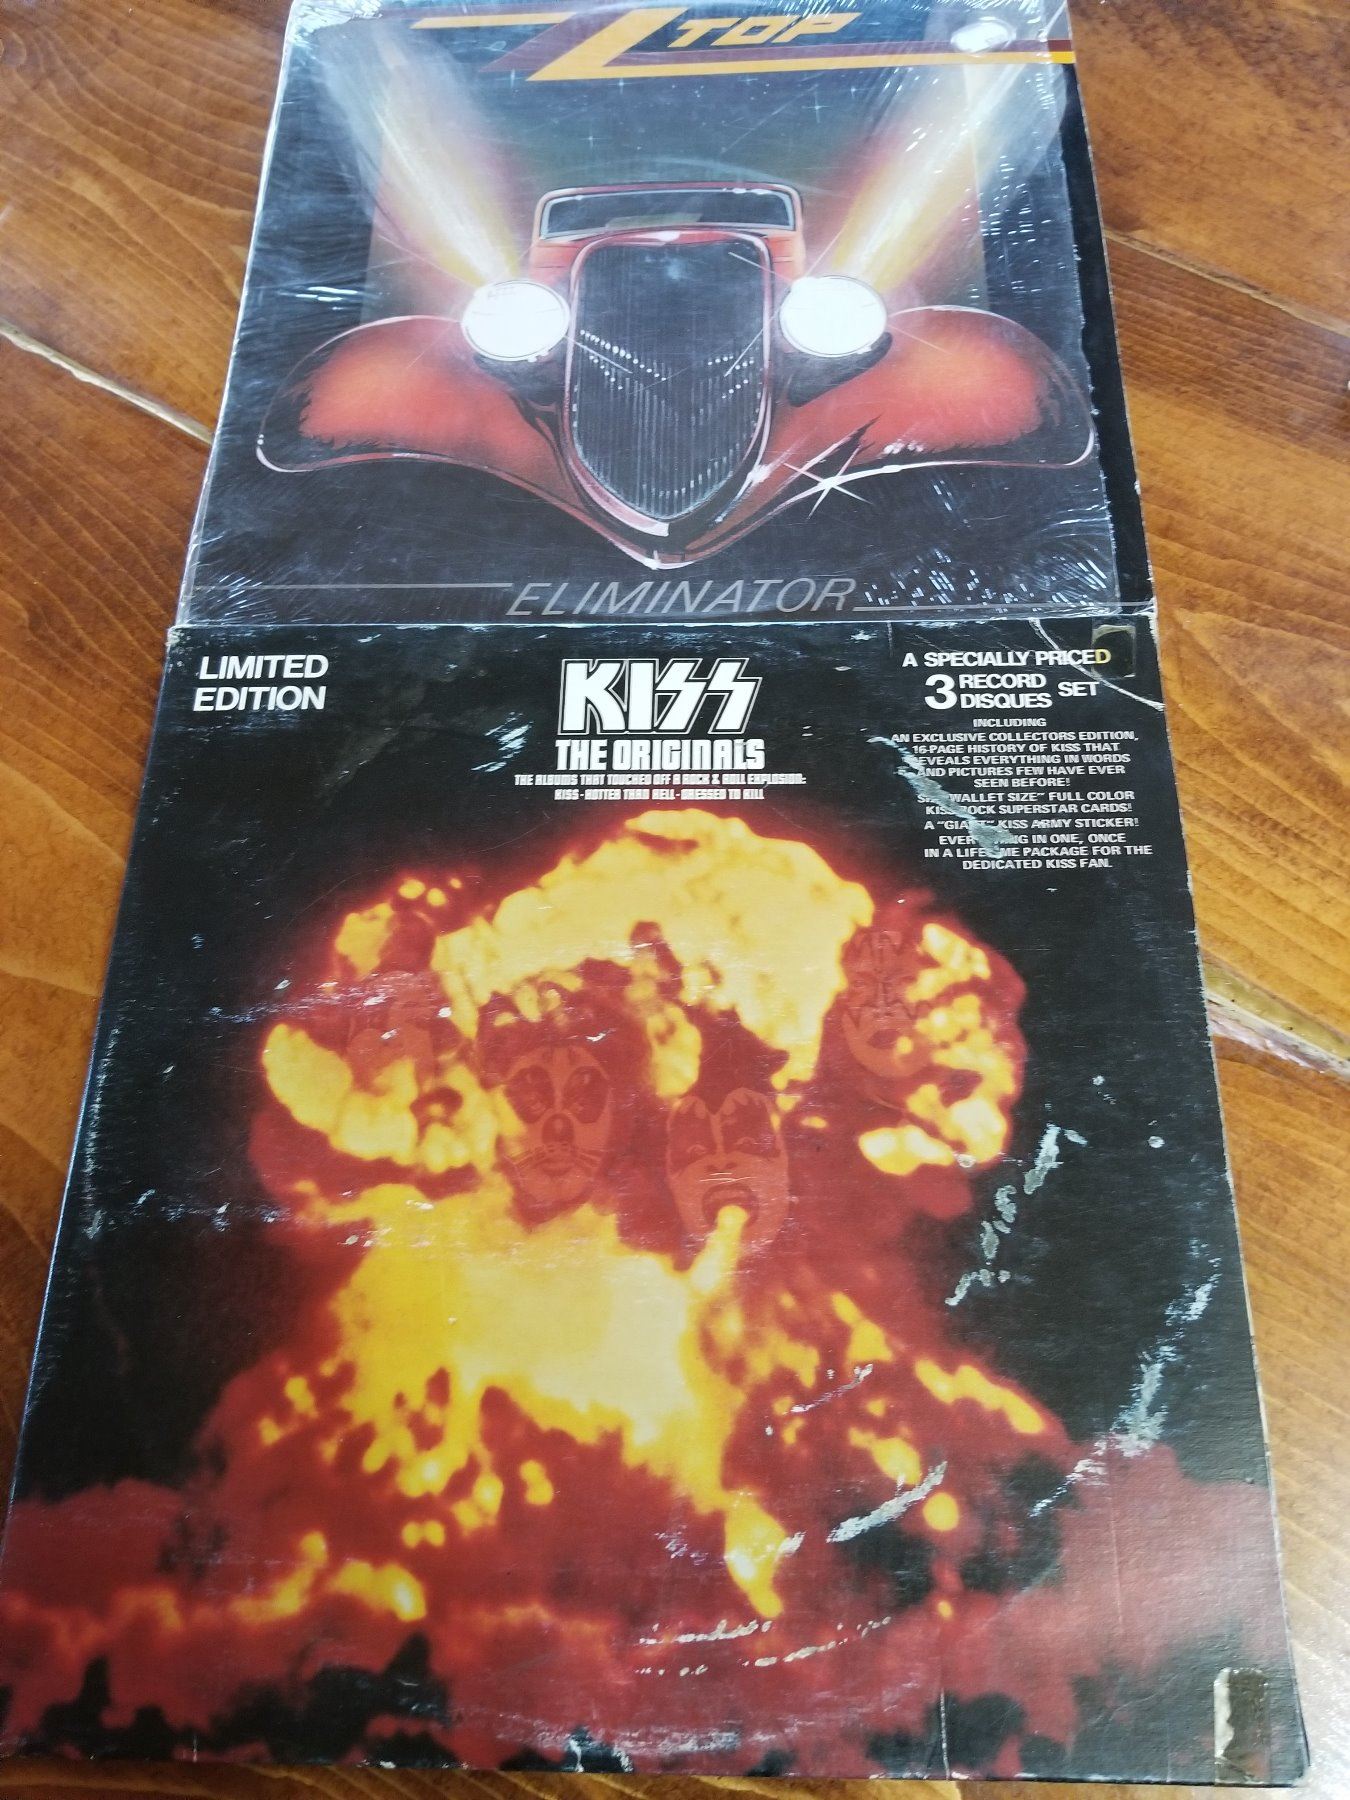 ZZ TOP
ELIMINATOR
LIMITED
EDITION
KISS
THE ORIGINALS
THE ALBUMS THAT TOUCHED OFF A ROCK & ROLL EXPLOSION:
KISS - HOTTER THAN HELL - DRESSED TO KILL
A SPECIALLY PRICED
3 RECORD DISQUES SET
INCLUDING
AN EXCLUSIVE COLLECTORS EDITION,
16-PAGE HISTORY OF KISS THAT
EVEALS EVERYTHING IN WORDS
AND PICTURES FEW HAVE EVER
SEEN BEFORE!
"WALLET SIZE" FULL COLOR
KISS ROCK SUPERSTAR CARDS!
A "GIANT" KISS ARMY STICKER!
EVERYTHING IN ONE, ONCE
IN A LIFETIME PACKAGE FOR THE
DEDICATED KISS FAN.